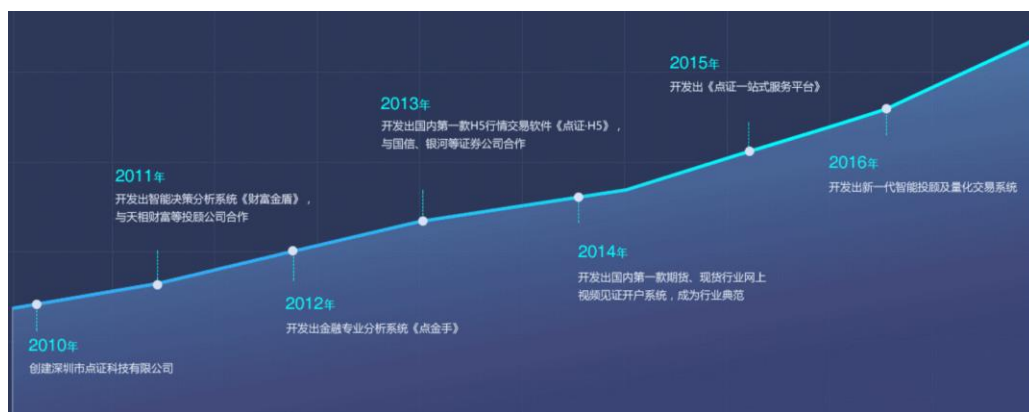 2010年
创建深圳市点证科技有限公司
2011年
开发出智能决策分析系统《财富金盾》，
与天相财富等投顾公司合作
2012年
开发出金融专业分析系统《点金手》
2013年
开发出国内第一款H5行情交易软件《点证·H5》，
与国信、银河等证券公司合作
2014年
开发出国内第一款期货、现货行业网上
视频见证开户系统，成为行业典范
2015年
开发出《点证一站式服务平台》
2016年
开发出新一代智能投顾及量化交易系统